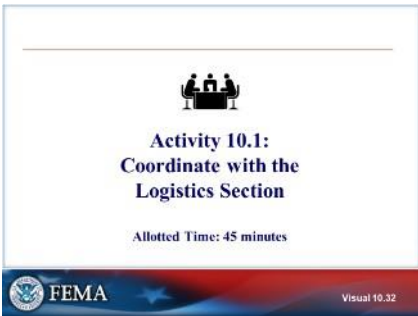 Activity 10.1:
Coordinate with the
Logistics Section
Allotted Time: 45 minutes
FEMA
Visual 10.32